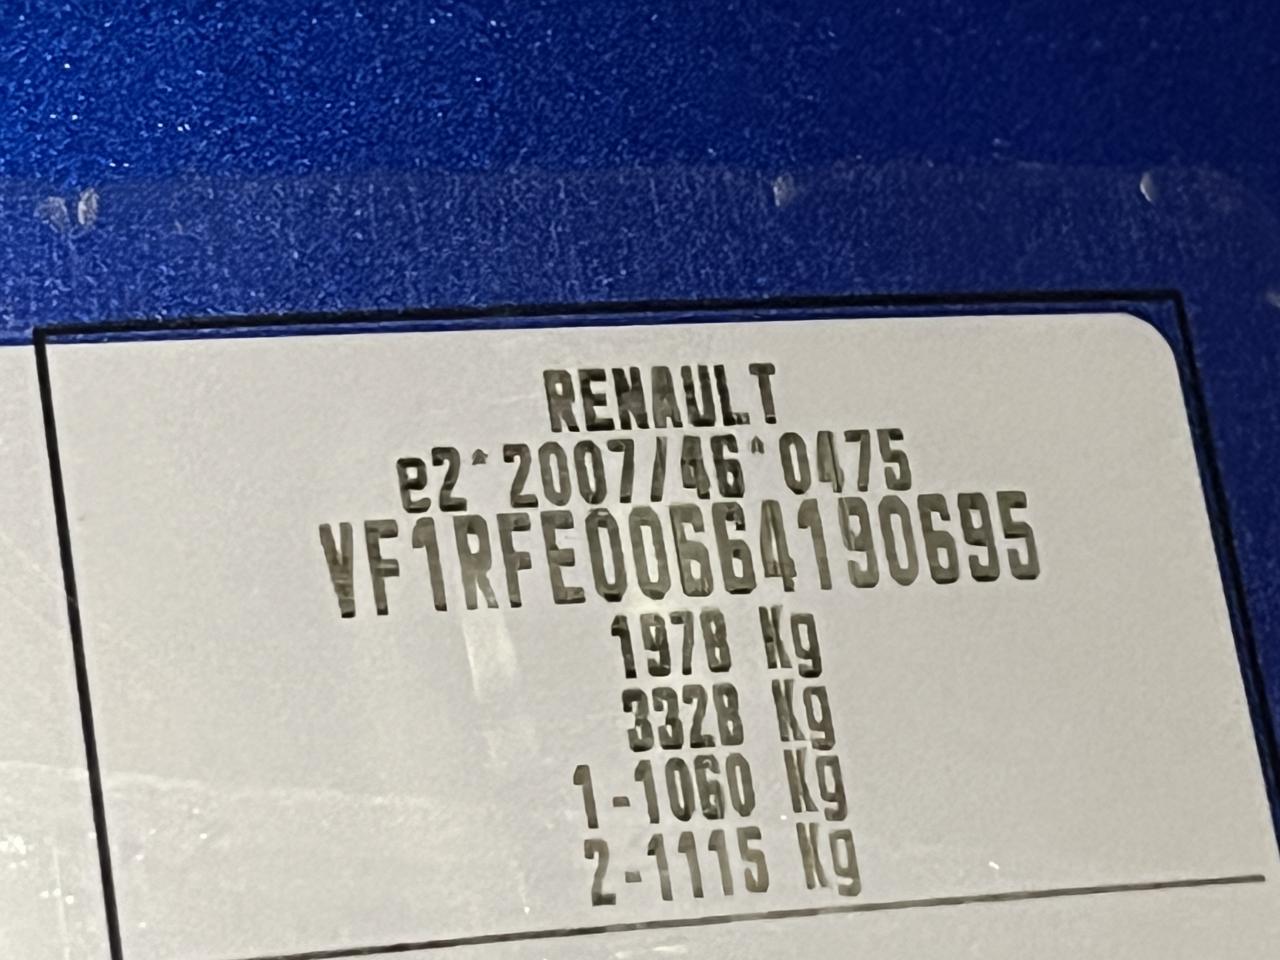 RENAULT
e2*2007/46*0475
VF1RFE00664190695
1978 Kg
3328 Kg
1-1060 Kg
2-1115 Kg